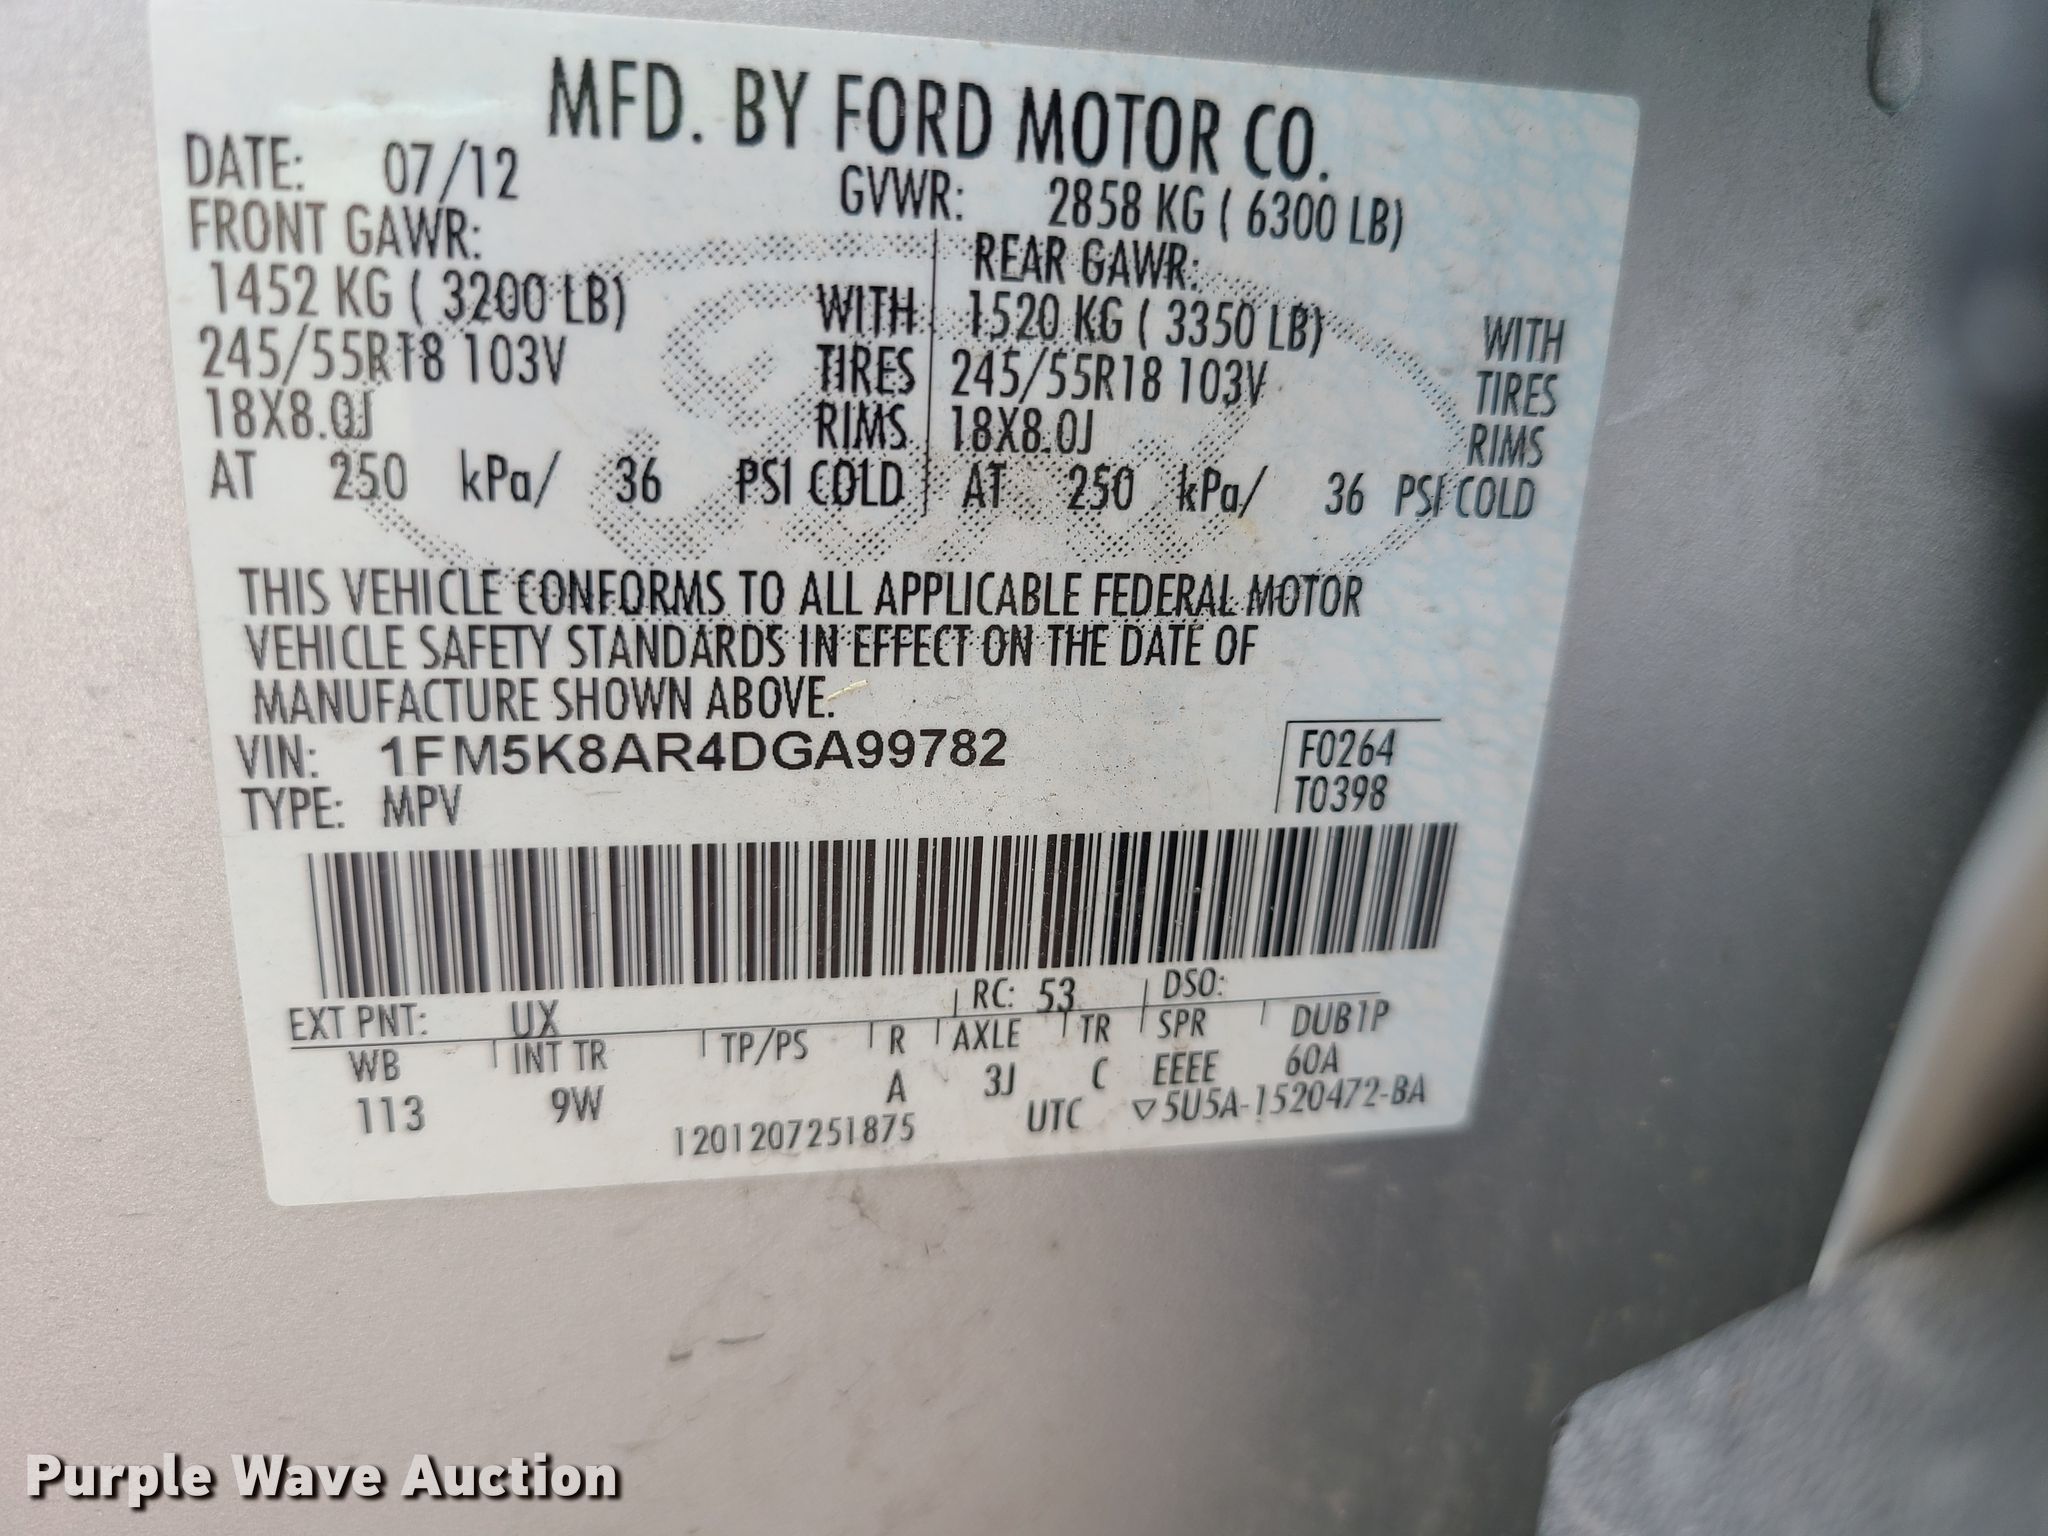 MFD. BY FORD MOTOR CO.
DATE: 07/12 GVWR: 2858 KG ( 6300 LB)
FRONT GAWR: REAR GAWR:
1452 KG ( 3200 LB) WITH 1520 KG ( 3350 LB) WITH
245/55R18 103V TIRES 245/55R18 103V TIRES
18X8.0J RIMS 18X8.0J RIMS
AT 250 kPa/ 36 PSI COLD AT 250 kPa/ 36 PSI COLD
THIS VEHICLE CONFORMS TO ALL APPLICABLE FEDERAL MOTOR
VEHICLE SAFETY STANDARDS IN EFFECT ON THE DATE OF
MANUFACTURE SHOWN ABOVE.
VIN: 1FM5K8AR4DGA99782 F0264
TYPE: MPV T0398
EXT PNT: UX RC: 53 DSO:
WB INT TR TP/PS R AXLE TR SPR DUB1P
113 9W A 3J C EEEE 60A
1201207251875 UTC ▽5U5A-1520472-BA
Purple Wave Auction